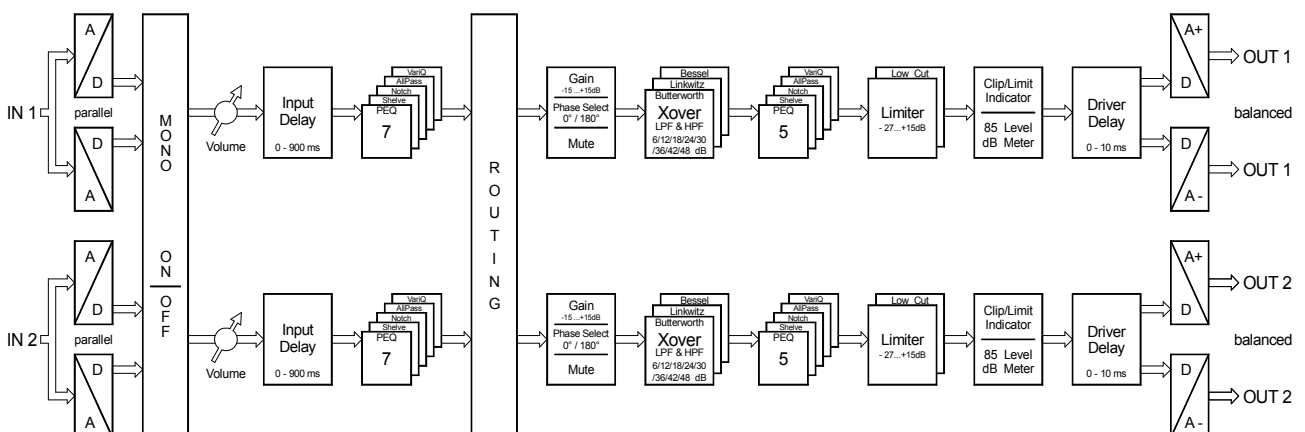 IN 1
A
D
parallel
D
A
MONO
ON
OFF
Volume
Input
Delay
0 - 900 ms
VariQ
AllPass
Notch
Shelve
PEQ
7
ROUTING
Gain
-15 ...+15dB
Phase Select
0° / 180°
Mute
Bessel
Linkwitz
Butterworth
Xover
LPF & HPF
6/12/18/24/30
/36/42/48 dB
VariQ
AllPass
Notch
Shelve
PEQ
5
Low Cut
Limiter
- 27...+15dB
Clip/Limit
Indicator
85 Level
dB Meter
Driver
Delay
0 - 10 ms
A+
D
OUT 1
balanced
D
A -
OUT 1
IN 2
A
D
parallel
D
A
Volume
Input
Delay
0 - 900 ms
VariQ
AllPass
Notch
Shelve
PEQ
7
Gain
-15 ...+15dB
Phase Select
0° / 180°
Mute
Bessel
Linkwitz
Butterworth
Xover
LPF & HPF
6/12/18/24/30
/36/42/48 dB
VariQ
AllPass
Notch
Shelve
PEQ
5
Low Cut
Limiter
- 27...+15dB
Clip/Limit
Indicator
85 Level
dB Meter
Driver
Delay
0 - 10 ms
A+
D
OUT 2
balanced
D
A -
OUT 2